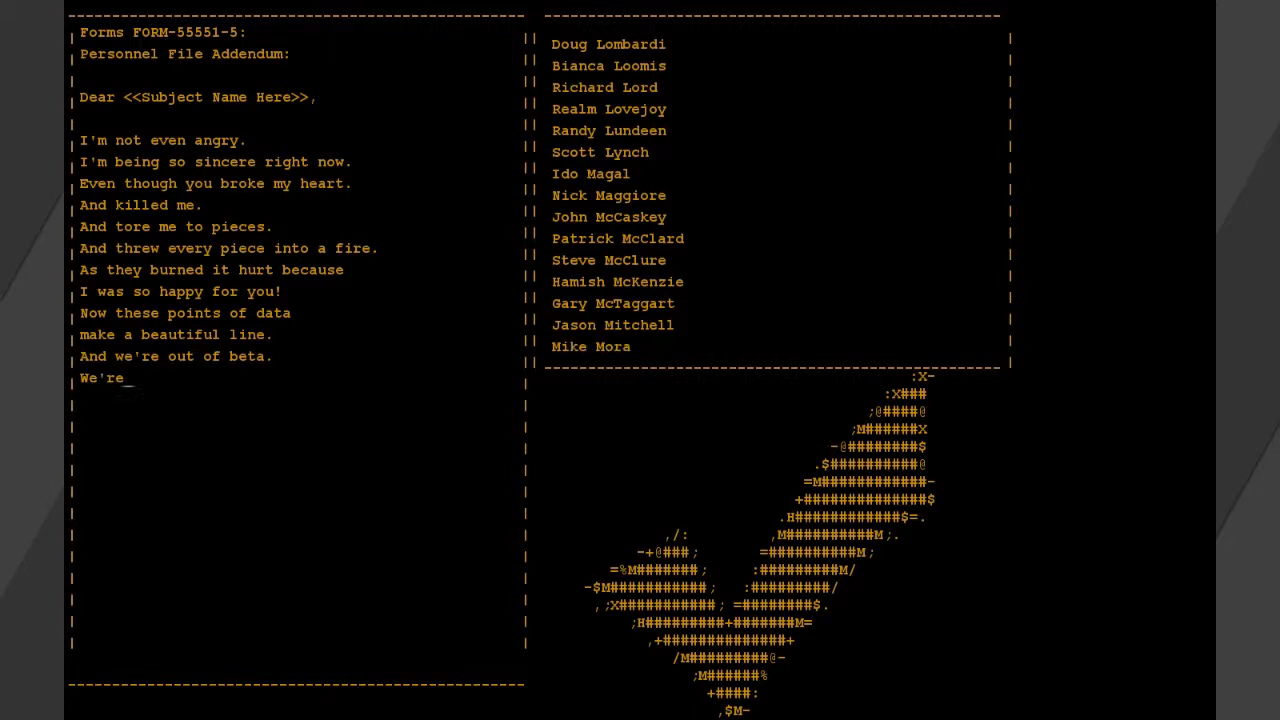 Forms FORM-55551-5:
Personnel File Addendum:
Dear <<Subject Name Here>>,
I'm not even angry.
I'm being so sincere right now.
Even though you broke my heart.
And killed me.
And tore me to pieces.
And threw every piece into a fire.
As they burned it hurt because
I was so happy for you!
Now these points of data
make a beautiful line.
And we're out of beta.
We're_
Doug Lombardi
Bianca Loomis
Richard Lord
Realm Lovejoy
Randy Lundeen
Scott Lynch
Ido Magal
Nick Maggiore
John McCaskey
Patrick McClard
Steve McClure
Hamish McKenzie
Gary McTaggart
Jason Mitchell
Mike Mora